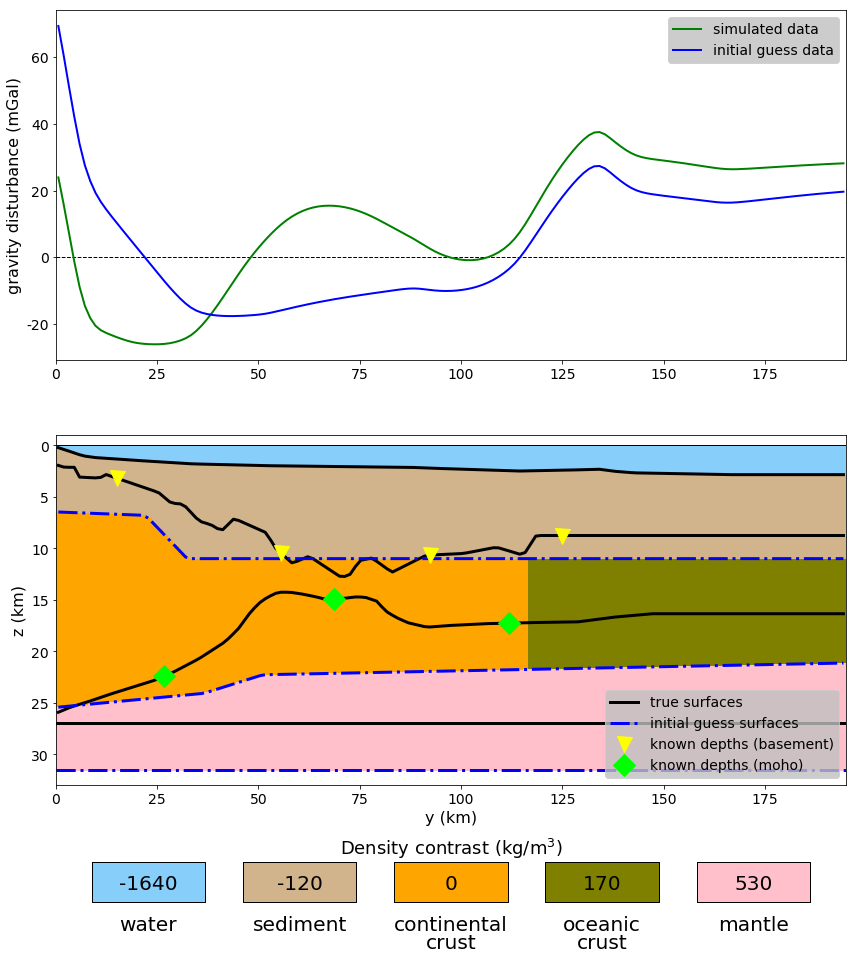 simulated data
initial guess data
60
40
20
0
-20
gravity disturbance (mGal)
0 25 50 75 100 125 150 175
0
5
10
15
20
25
30
z (km)
true surfaces
initial guess surfaces
known depths (basement)
known depths (moho)
0 25 50 75 100 125 150 175
y (km)
Density contrast (kg/m³)
-1640 -120 0 170 530
water sediment continental oceanic mantle
crust crust